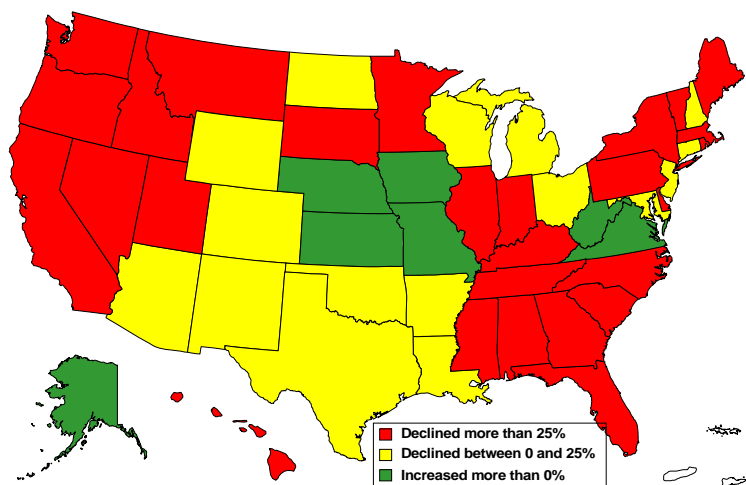 Declined more than 25%
Declined between 0 and 25%
Increased more than 0%